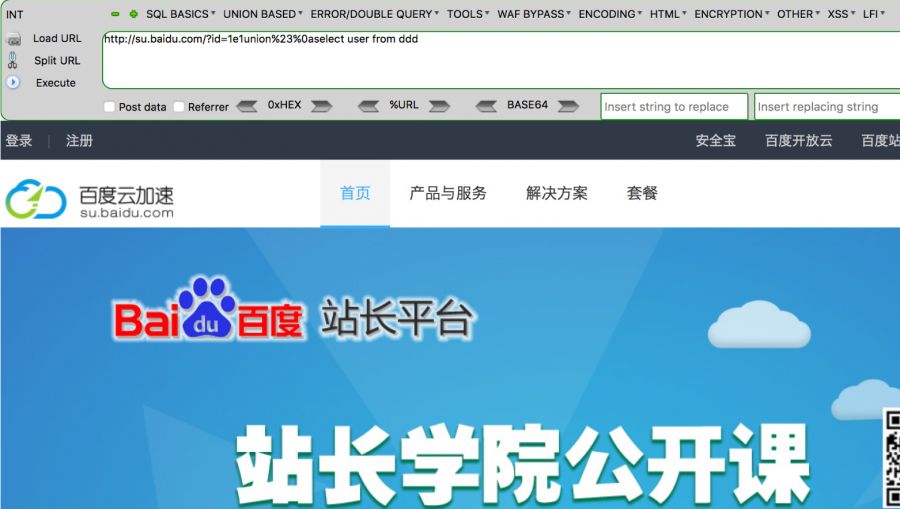 INT SQL BASICS UNION BASED ERROR/DOUBLE QUERY TOOLS WAF BYPASS ENCODING HTML ENCRYPTION OTHER XSS LFI
Load URL http://su.baidu.com/?id=1e1union%23%0aselect user from ddd
Split URL
Execute
Post data Referrer 0xHEX %URL BASE64 Insert string to replace Insert replacing string
登录 | 注册 安全宝 百度开放云 百度站
百度云加速 首页 产品与服务 解决方案 套餐
su.baidu.com
Bai du 百度 站长平台
站长学院公开课